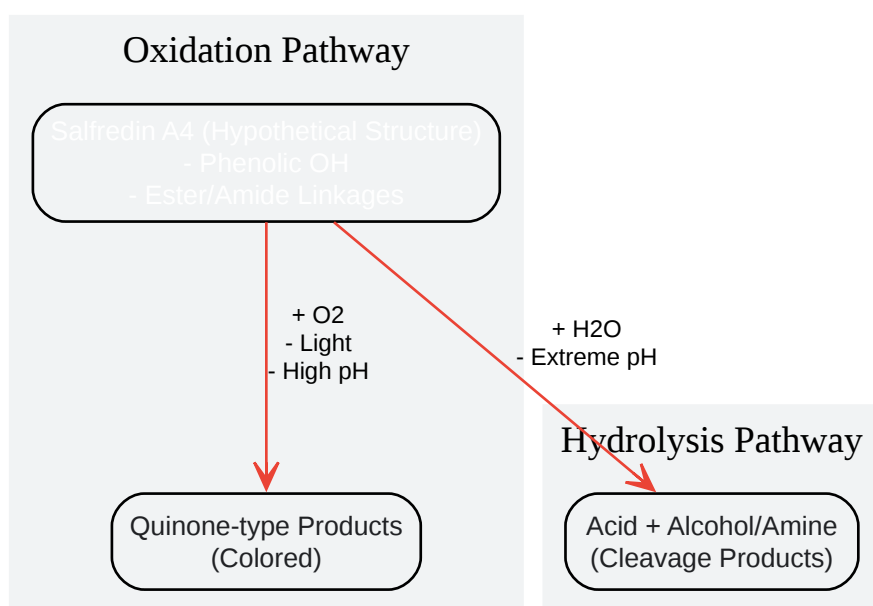 Oxidation Pathway
Salfredin A4 (Hypothetical Structure)
- Phenolic OH
- Ester/Amide Linkages
+ O2
- Light
- High pH
+ H2O
- Extreme pH
Hydrolysis Pathway
Quinone-type Products
(Colored)
Acid + Alcohol/Amine
(Cleavage Products)